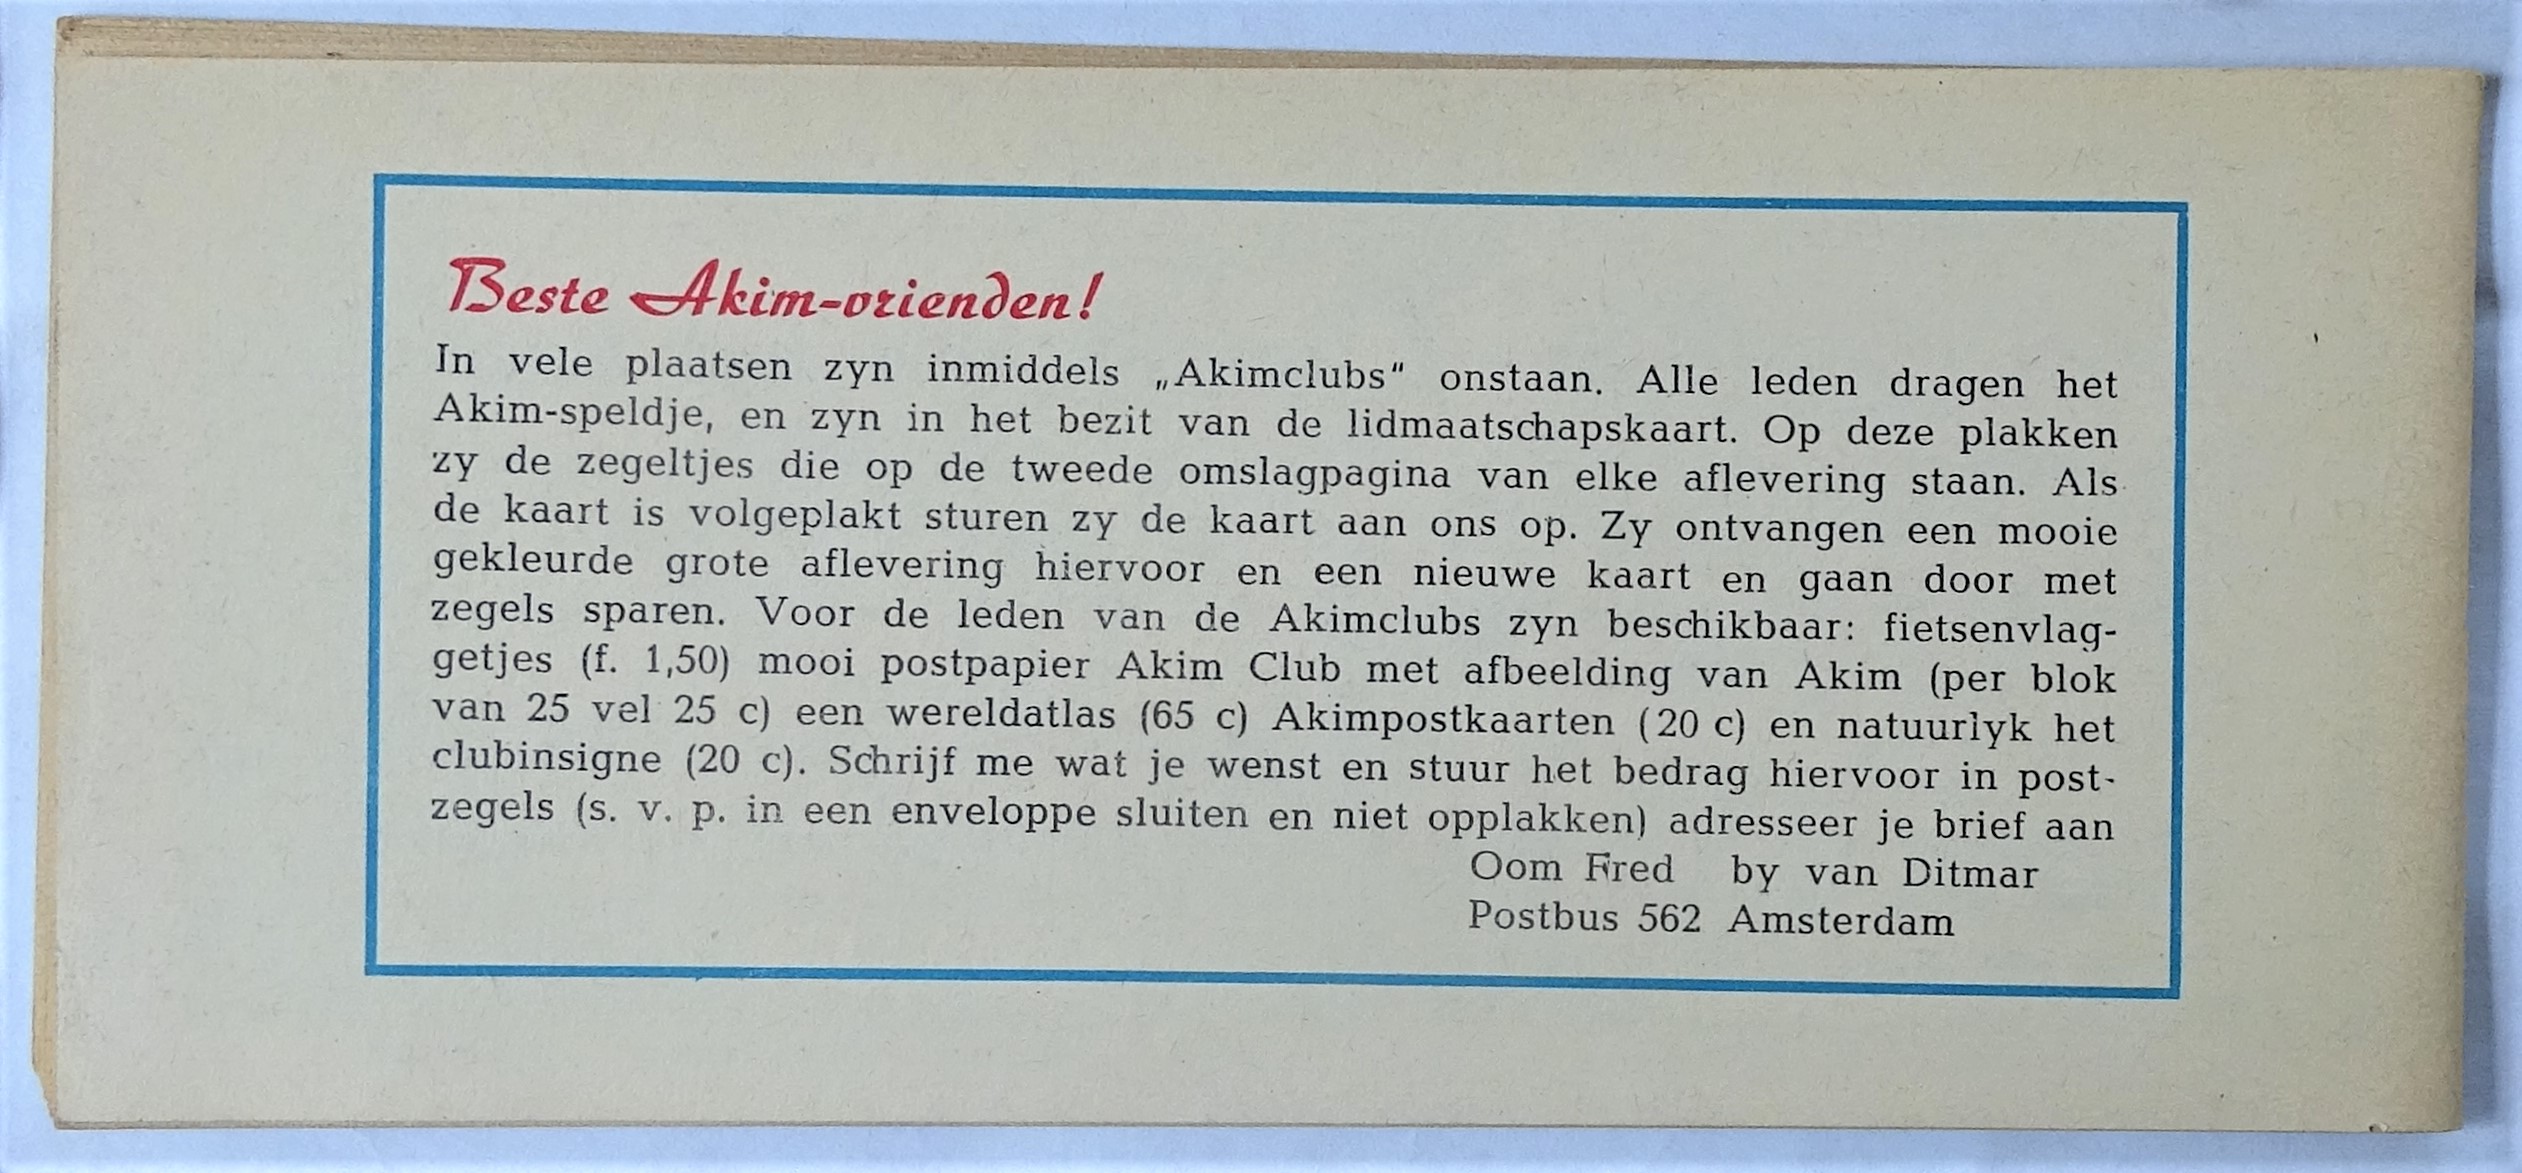 Beste Akim-vrienden!
In vele plaatsen zyn inmiddels „Akimclubs" onstaan. Alle leden dragen het
Akim-speldje, en zyn in het bezit van de lidmaatschapskaart. Op deze plakken
zy de zegeltjes die op de tweede omslagpagina van elke aflevering staan. Als
de kaart is volgeplakt sturen zy de kaart aan ons op. Zy ontvangen een mooie
gekleurde grote aflevering hiervoor en een nieuwe kaart en gaan door met
zegels sparen. Voor de leden van de Akimclubs zyn beschikbaar: fietsenvlag-
getjes (f. 1,50) mooi postpapier Akim Club met afbeelding van Akim (per blok
van 25 vel 25 c) een wereldatlas (65 c) Akimpostkaarten (20 c) en natuurlyk het
clubinsigne (20 c). Schrijf me wat je wenst en stuur het bedrag hiervoor in post-
zegels (s. v. p. in een enveloppe sluiten en niet opplakken) adresseer je brief aan
Oom Fred by van Ditmar
Postbus 562 Amsterdam